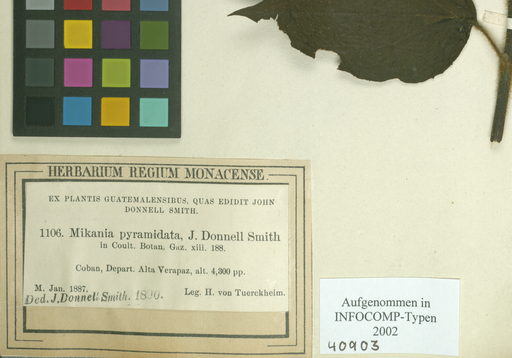 HERBARIUM REGIUM MONACENSE.
EX PLANTIS GUATEMALENSIBUS, QUAS EDIDIT JOHN
DONNELL SMITH.
1106. Mikania pyramidata, J. Donnell Smith
in Coult. Botan. Gaz. xiii. 188.
Coban, Depart. Alta Verapaz, alt. 4,300 pp.
M. Jan. 1887.
Leg. H. von Tuerckheim.
Ded. J. Donnell Smith. 1890.
Aufgenommen in
INFOCOMP-Typen
2002
40903